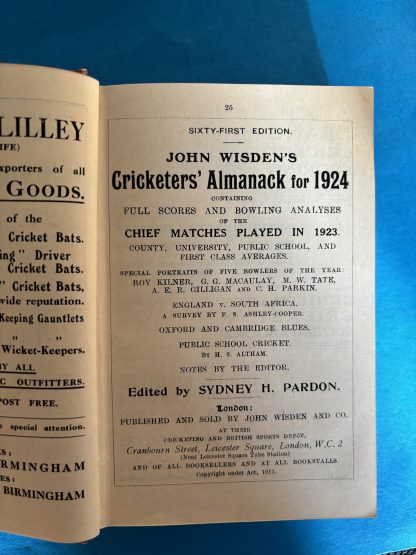 LILLEY
IFE)
xporters of all
GOODS.
of the
Cricket Bats.
ing" Driver
Cricket Bats.
" Cricket Bats,
wide reputation.
Keeping Gauntlets
" "
Wicket-Keepers.
BY ALL
IC OUTFITTERS.
POST FREE.
e special attention.
ES:
BIRMINGHAM
ES:
BIRMINGHAM
25
SIXTY-FIRST EDITION.
JOHN WISDEN'S
Cricketers' Almanack for 1924
CONTAINING
FULL SCORES AND BOWLING ANALYSES
OF THE
CHIEF MATCHES PLAYED IN 1923.
COUNTY, UNIVERSITY, PUBLIC SCHOOL, AND
FIRST CLASS AVERAGES.
SPECIAL PORTRAITS OF FIVE BOWLERS OF THE YEAR:
ROY KILNER, G. G. MACAULAY, M. W. TATE,
A. E. R. GILLIGAN AND C. H. PARKIN.
ENGLAND v. SOUTH AFRICA.
A SURVEY BY F. S. ASHLEY-COOPER.
OXFORD AND CAMBRIDGE BLUES.
PUBLIC SCHOOL CRICKET.
BY H. S. ALTHAM.
NOTES BY THE EDITOR.
Edited by SYDNEY H. PARDON.
London:
PUBLISHED AND SOLD BY JOHN WISDEN AND CO.
AT THEIR
CRICKETING AND BRITISH SPORTS DEPÔT,
Cranbourn Street, Leicester Square, London, W.C. 2
(Near Leicester Square Tube Station)
AND OF ALL BOOKSELLERS AND AT ALL BOOKSTALLS.
Copyright under Act, 1911.